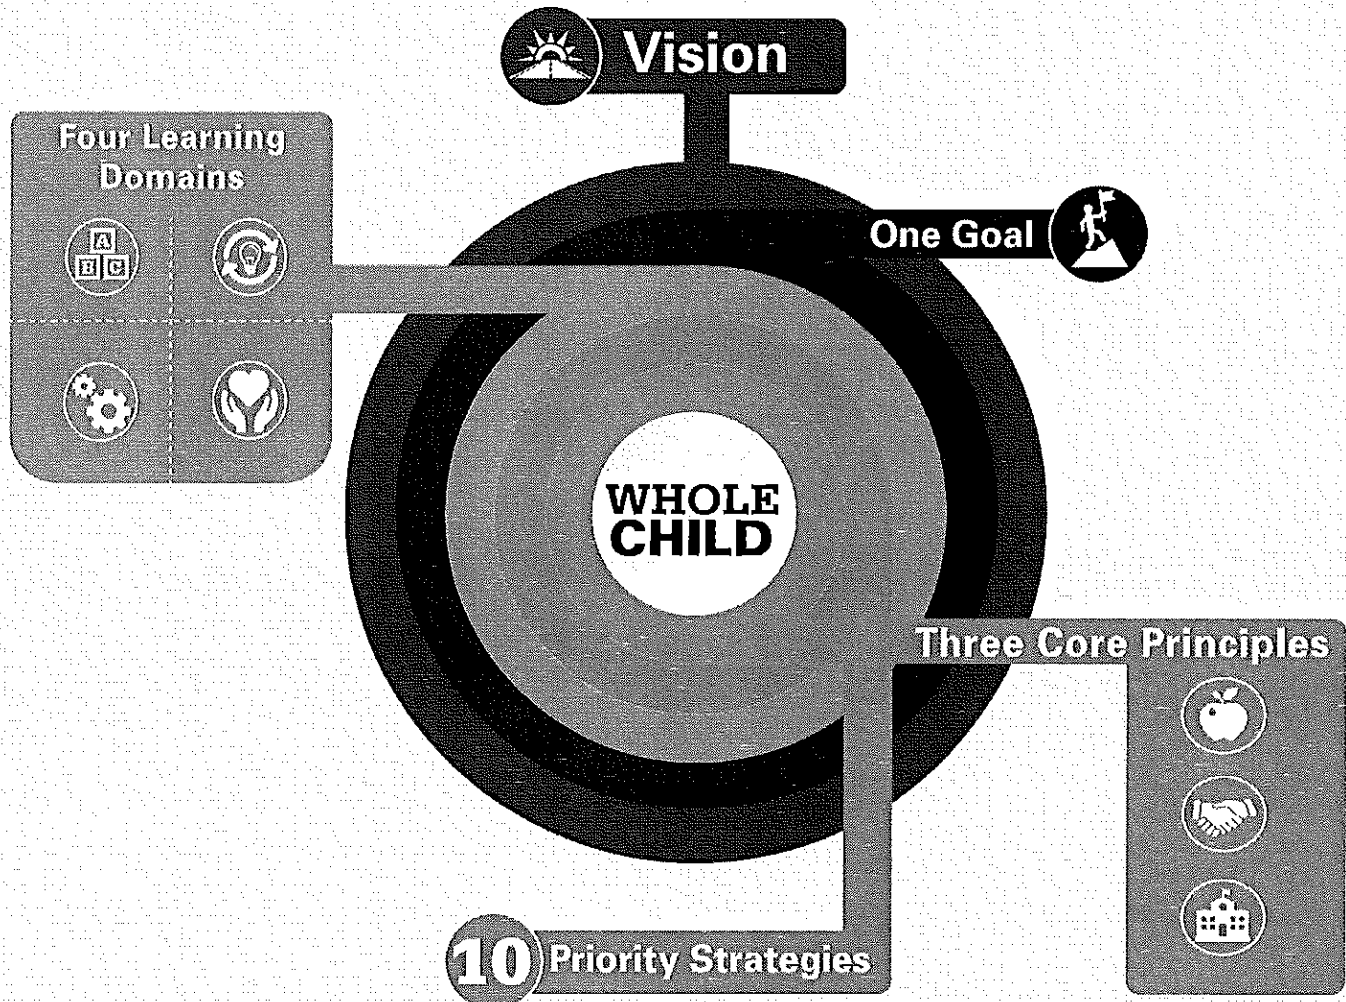 Vision
Four Learning
Domains
A
B C
One Goal
WHOLE
CHILD
Three Core Principles
10 Priority Strategies